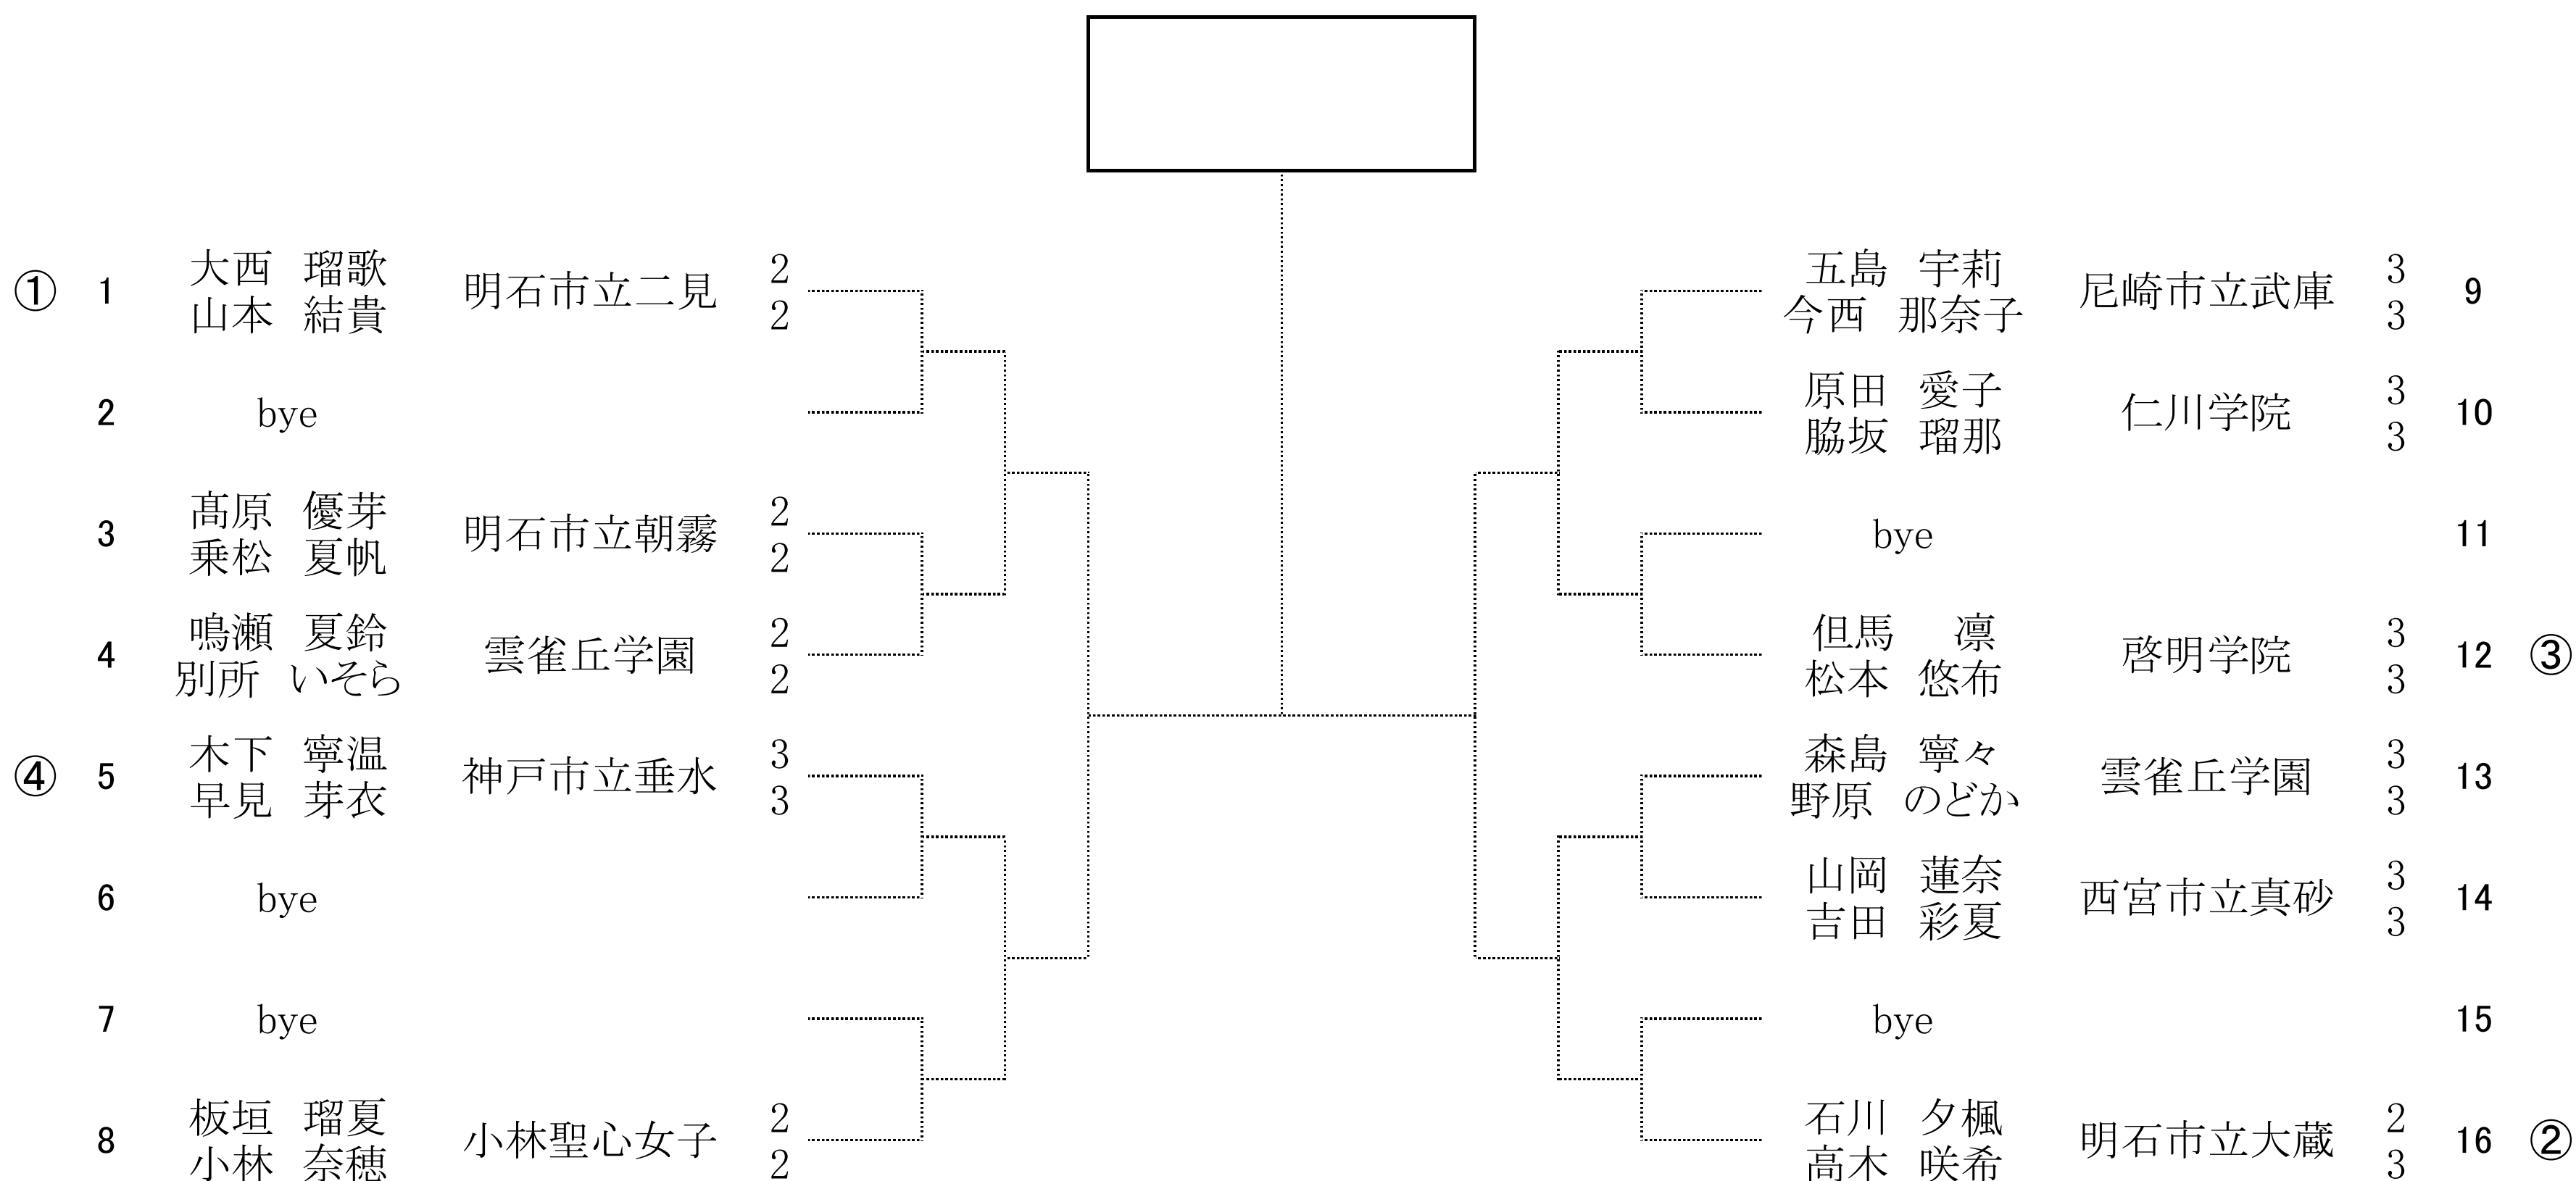 ① 1 大西 瑠歌 明石市立二見 2
山本 結貴 2
2 bye
3 髙原 優芽 明石市立朝霧 2
乗松 夏帆 2
4 鳴瀬 夏鈴 雲雀丘学園 2
別所 いそら 2
④ 5 木下 寧温 神戸市立垂水 3
早見 芽衣 3
6 bye
7 bye
8 板垣 瑠夏 小林聖心女子 2
小林 奈穂 2
五島 宇莉 尼崎市立武庫 3 9
今西 那奈子 3
原田 愛子 仁川学院 3 10
脇坂 瑠那 3
bye 11
但馬 凛 啓明学院 3 12 ③
松本 悠布 3
森島 寧々 雲雀丘学園 3 13
野原 のどか 3
山岡 蓮奈 西宮市立真砂 3 14
吉田 彩夏 3
bye 15
石川 夕楓 明石市立大蔵 2 16 ②
高木 咲希 3